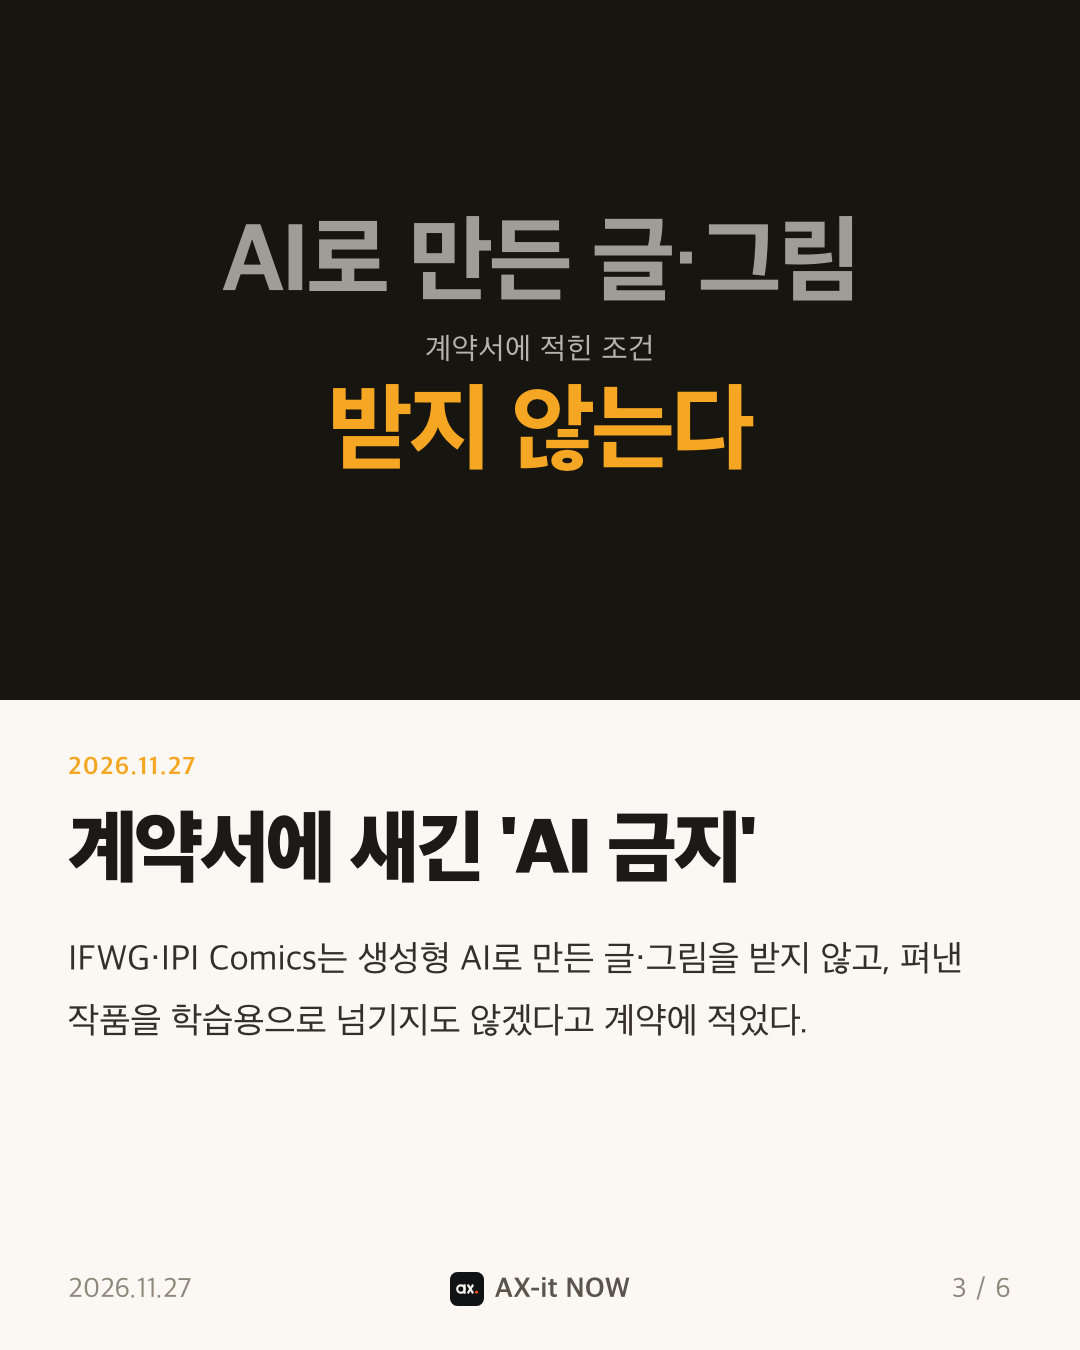 AI로 만든 글·그림
계약서에 적힌 조건
받지 않는다
2026.11.27
계약서에 새긴 'AI 금지'
IFWG·IPI Comics는 생성형 AI로 만든 글·그림을 받지 않고, 펴낸
작품을 학습용으로 넘기지도 않겠다고 계약에 적었다.
2026.11.27
ax.
AX-it NOW
3 / 6